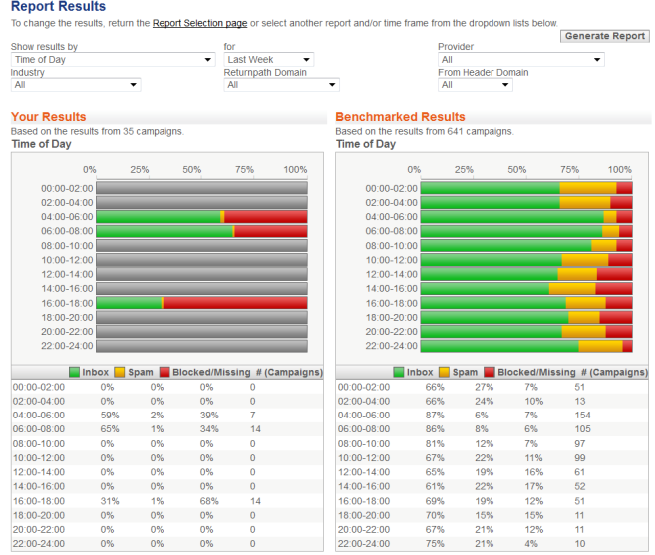 Report Results
To change the results, return the Report Selection page or select another report and/or time frame from the dropdown lists below.
Generate Report
Show results by for Provider
Time of Day Last Week All
Industry Returnpath Domain From Header Domain
All All All
Your Results
Based on the results from 35 campaigns.
Time of Day
0% 25% 50% 75% 100%
00:00-02:00
02:00-04:00
04:00-06:00
06:00-08:00
08:00-10:00
10:00-12:00
12:00-14:00
14:00-16:00
16:00-18:00
18:00-20:00
20:00-22:00
22:00-24:00
Inbox Spam Blocked/Missing # (Campaigns)
00:00-02:00 0% 0% 0% 0
02:00-04:00 0% 0% 0% 0
04:00-06:00 59% 2% 39% 7
06:00-08:00 65% 1% 34% 14
08:00-10:00 0% 0% 0% 0
10:00-12:00 0% 0% 0% 0
12:00-14:00 0% 0% 0% 0
14:00-16:00 0% 0% 0% 0
16:00-18:00 31% 1% 68% 14
18:00-20:00 0% 0% 0% 0
20:00-22:00 0% 0% 0% 0
22:00-24:00 0% 0% 0% 0
Benchmarked Results
Based on the results from 641 campaigns.
Time of Day
0% 25% 50% 75% 100%
00:00-02:00
02:00-04:00
04:00-06:00
06:00-08:00
08:00-10:00
10:00-12:00
12:00-14:00
14:00-16:00
16:00-18:00
18:00-20:00
20:00-22:00
22:00-24:00
Inbox Spam Blocked/Missing # (Campaigns)
00:00-02:00 66% 27% 7% 51
02:00-04:00 66% 24% 10% 13
04:00-06:00 87% 6% 7% 154
06:00-08:00 86% 8% 6% 105
08:00-10:00 81% 12% 7% 97
10:00-12:00 67% 22% 11% 99
12:00-14:00 65% 19% 16% 61
14:00-16:00 61% 22% 17% 52
16:00-18:00 69% 19% 12% 51
18:00-20:00 70% 15% 15% 11
20:00-22:00 67% 21% 12% 11
22:00-24:00 75% 21% 4% 10